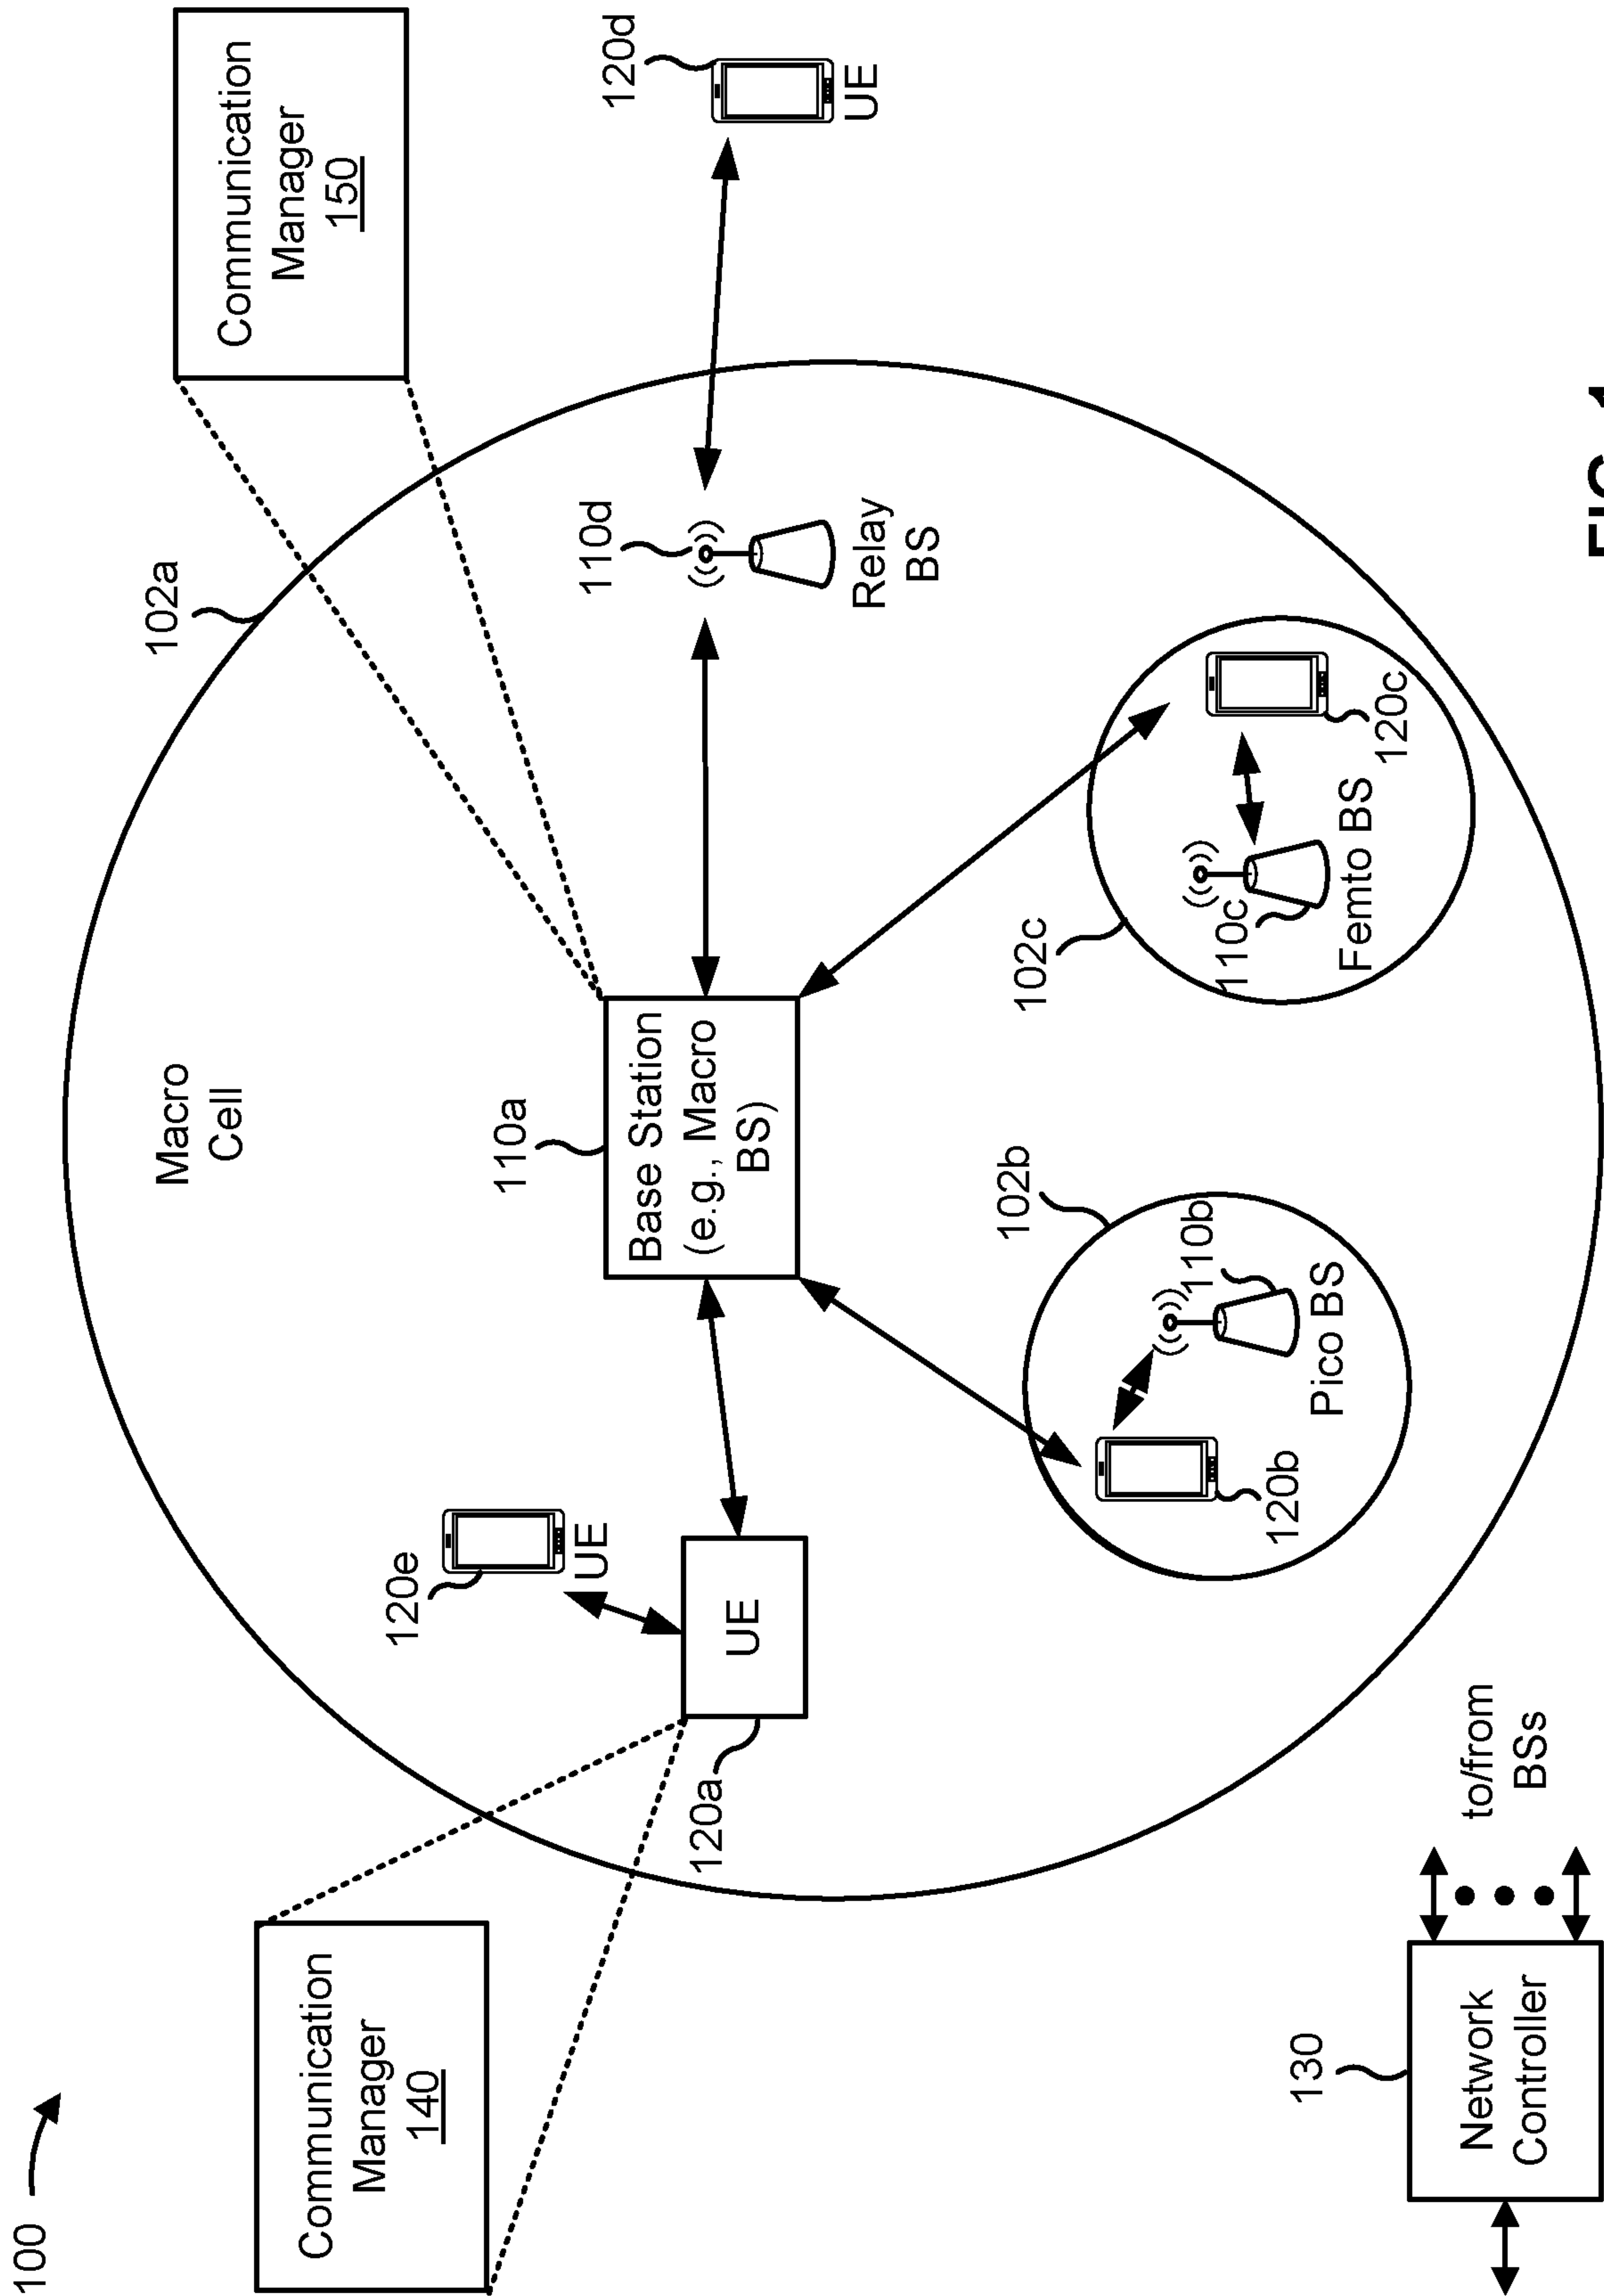 100
102a
Communication
Manager
150
Macro
Cell
Communication
Manager
140
120e
UE
110a
Base Station
(e.g., Macro
BS)
110d
Relay
BS
120d
UE
UE
120a
102b
110b
Pico BS
120b
102c
110c
Femto BS
120c
130
Network
Controller
to/from
BSs